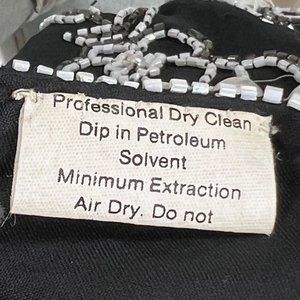 Professional Dry Clean
Dip in Petroleum
Solvent
Minimum Extraction
Air Dry. Do not